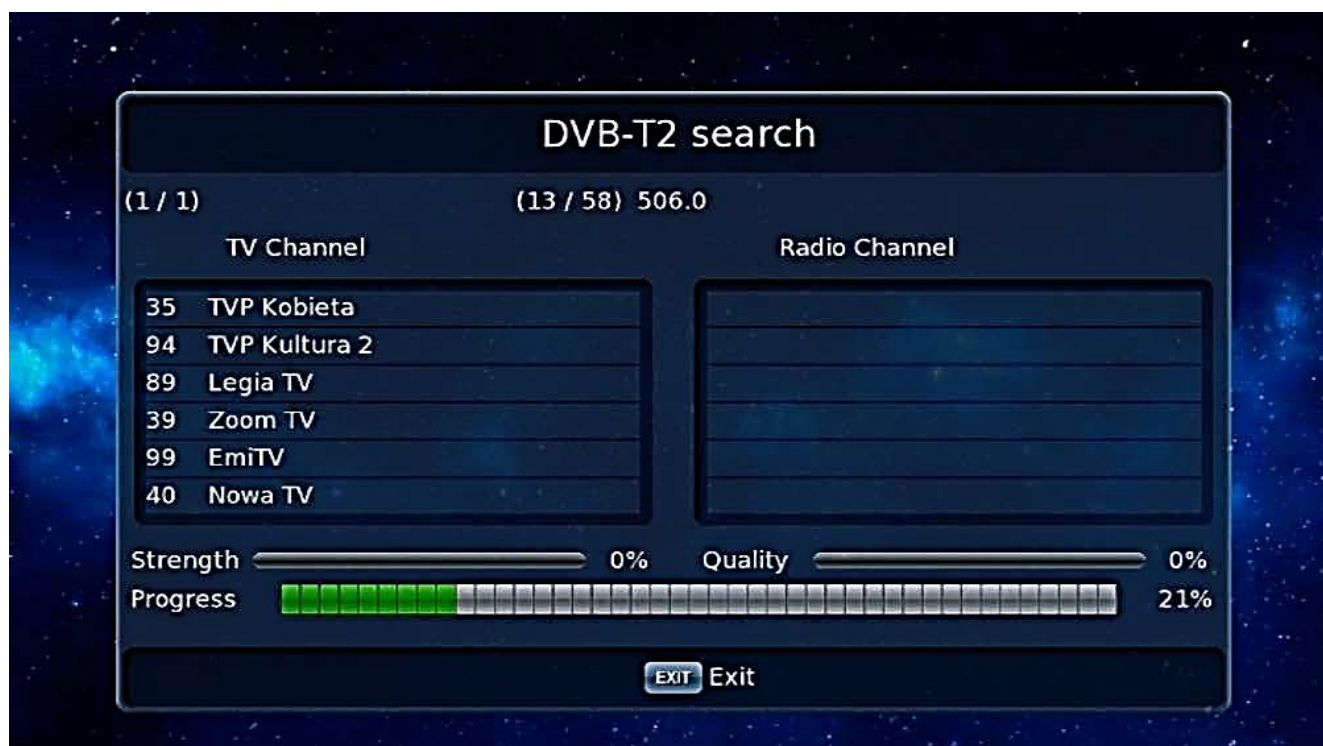 DVB-T2 search
(1 / 1) (13 / 58) 506.0
TV Channel Radio Channel
35 TVP Kobieta
94 TVP Kultura 2
89 Legia TV
39 Zoom TV
99 EmiTV
40 Nowa TV
Strength 0% Quality 0%
Progress 21%
EXIT Exit